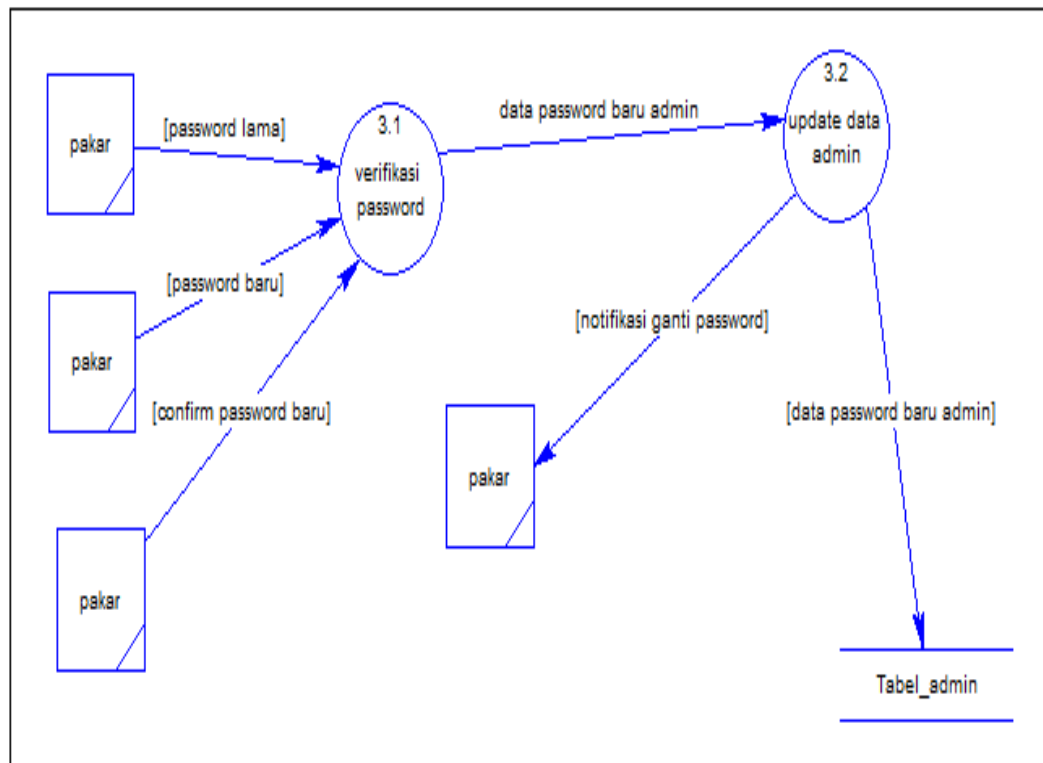 3.2
3.1
data password baru admin
[password lama]
update data
admin
pakar
verifikasi
password
[password baru]
[notifikasi ganti password]
pakar
[confirm password baru]
[data password baru admin]
pakar
pakar
Tabel_admin